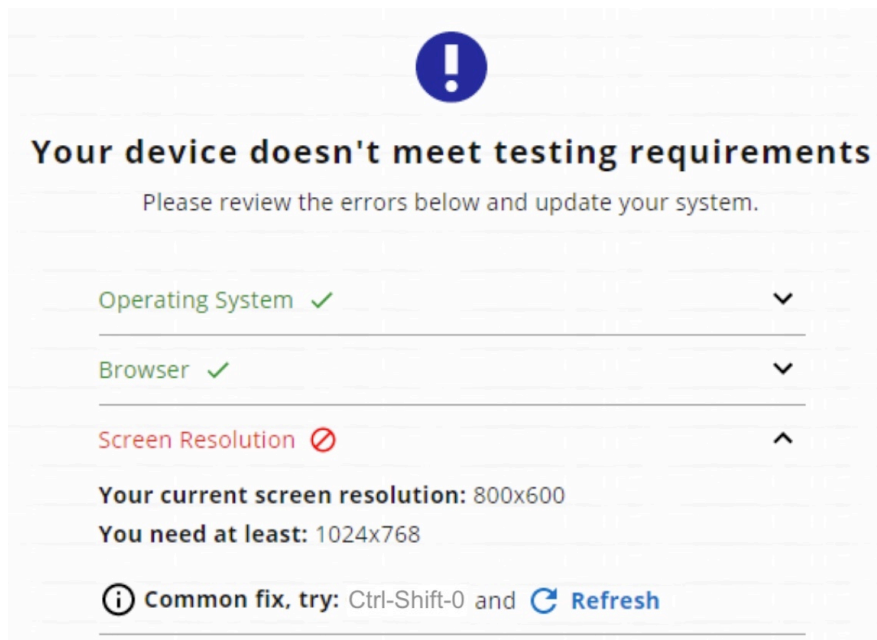 Your device doesn't meet testing requirements
Please review the errors below and update your system.
Operating System
Browser
Screen Resolution
Your current screen resolution: 800x600
You need at least: 1024x768
Common fix, try: Ctrl-Shift-0 and Refresh